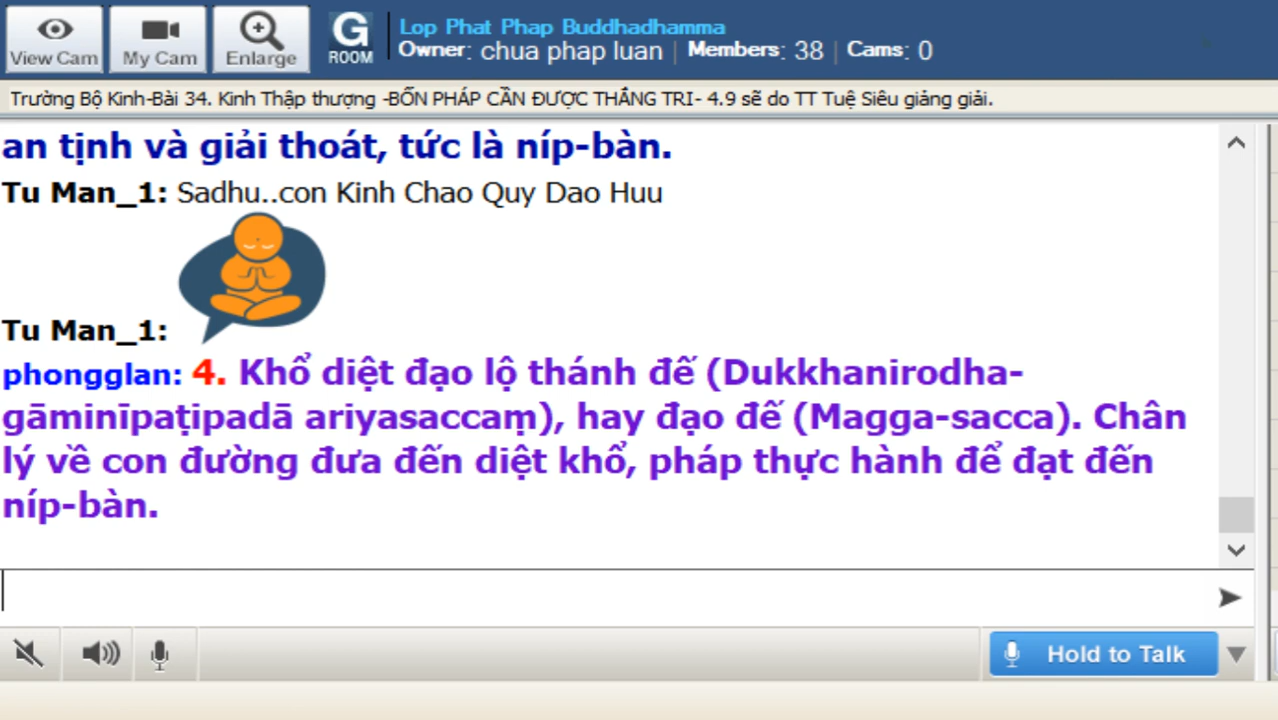 Lop Phat Phap Buddhadhamma
Owner: chua phap luan | Members: 38 | Cams: 0
View Cam
My Cam
Enlarge
G
ROOM
Trường Bộ Kinh-Bài 34. Kinh Thập thượng -BỐN PHÁP CẦN ĐƯỢC THẮNG TRI- 4.9 sẽ do TT Tuệ Siêu giảng giải.
an tịnh và giải thoát, tức là níp-bàn.
Tu Man_1: Sadhu..con Kinh Chao Quy Dao Huu
Tu Man_1:
phongglan: 4. Khổ diệt đạo lộ thánh đế (Dukkhanirodha-
gāminīpaṭipadā ariyasaccaṃ), hay đạo đế (Magga-sacca). Chân
lý về con đường đưa đến diệt khổ, pháp thực hành để đạt đến
níp-bàn.
Hold to Talk